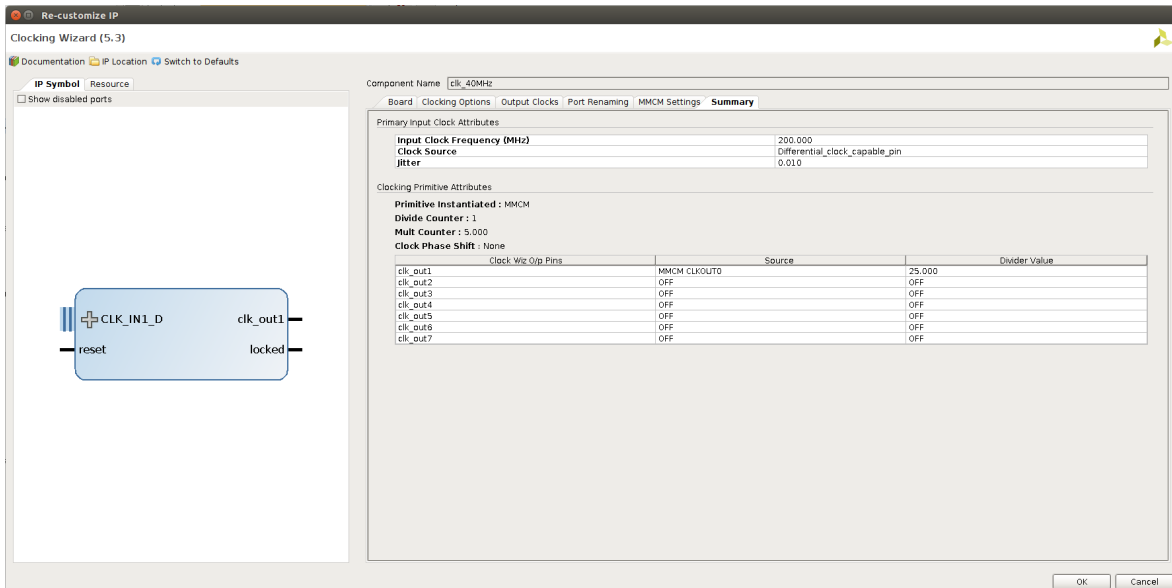 Re-customize IP
Clocking Wizard (5.3)
Documentation IP Location Switch to Defaults
IP Symbol Resource
Show disabled ports
CLK_IN1_D clk_out1
reset locked
Component Name clk_40MHz
Board Clocking Options Output Clocks Port Renaming MMCM Settings Summary
Primary Input Clock Attributes
Input Clock Frequency (MHz) 200.000
Clock Source Differential_clock_capable_pin
Jitter 0.010
Clocking Primitive Attributes
Primitive Instantiated : MMCM
Divide Counter : 1
Mult Counter : 5.000
Clock Phase Shift : None
Clock Wiz O/p Pins Source Divider Value
clk_out1 MMCM CLKOUT0 25.000
clk_out2 OFF OFF
clk_out3 OFF OFF
clk_out4 OFF OFF
clk_out5 OFF OFF
clk_out6 OFF OFF
clk_out7 OFF OFF
OK Cancel